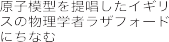 原子模型を提唱したイギリ
スの物理学者ラザフォード
にちなむ